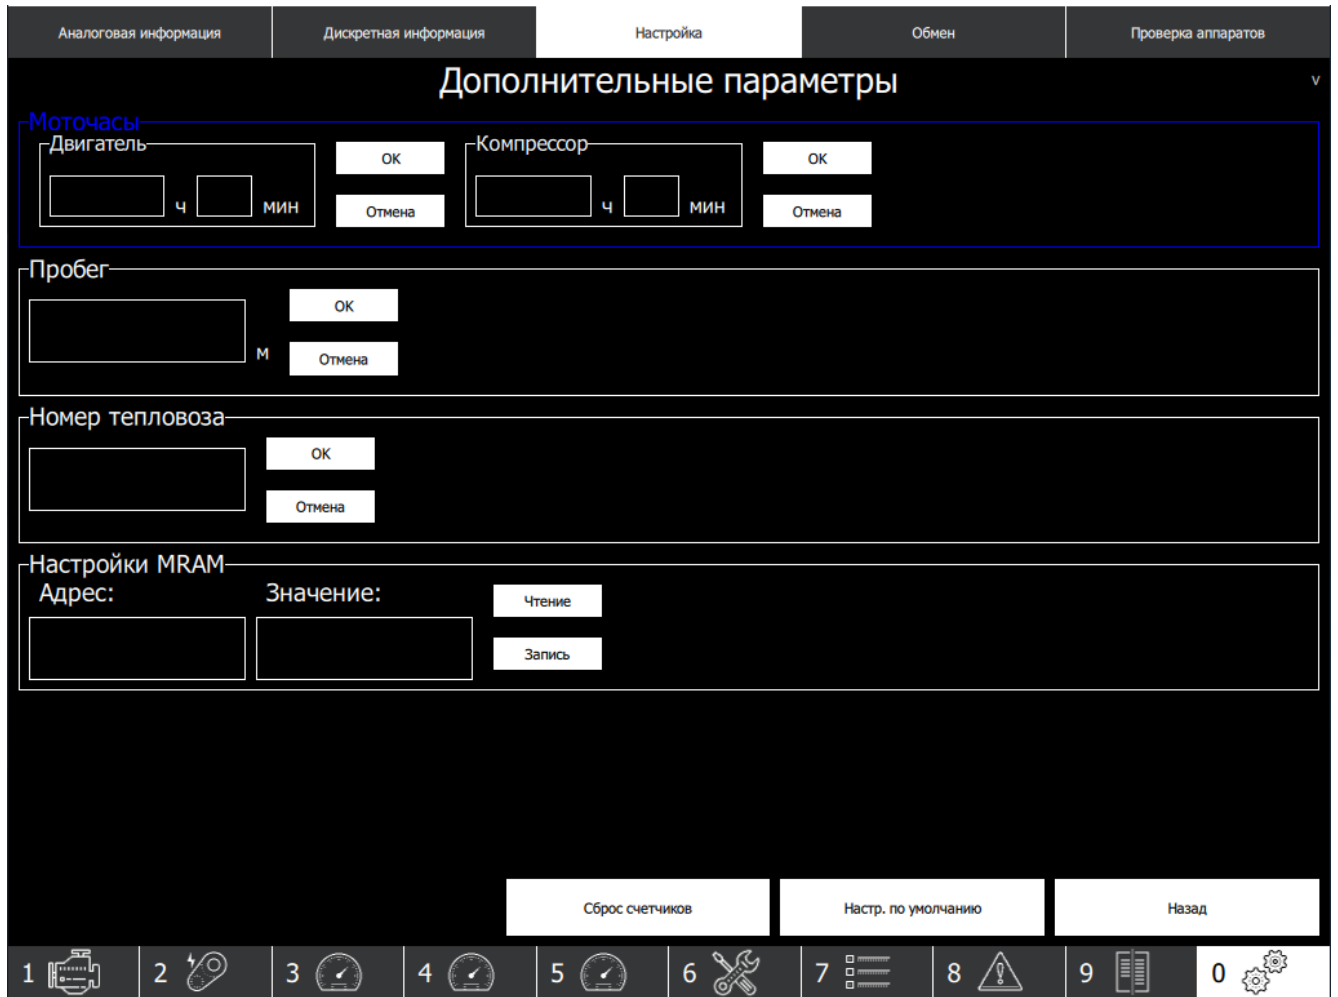 Аналоговая информация Дискретная информация Настройка Обмен Проверка аппаратов
Дополнительные параметры v
Моточасы
Двигатель Компрессор
ОК ОК
ч мин ч мин
Отмена Отмена
Пробег
ОК
м
Отмена
Номер тепловоза
ОК
Отмена
Настройки MRAM
Адрес: Значение:
Чтение
Запись
Сброс счетчиков Настр. по умолчанию Назад
1 2 3 4 5 6 7 8 9 0